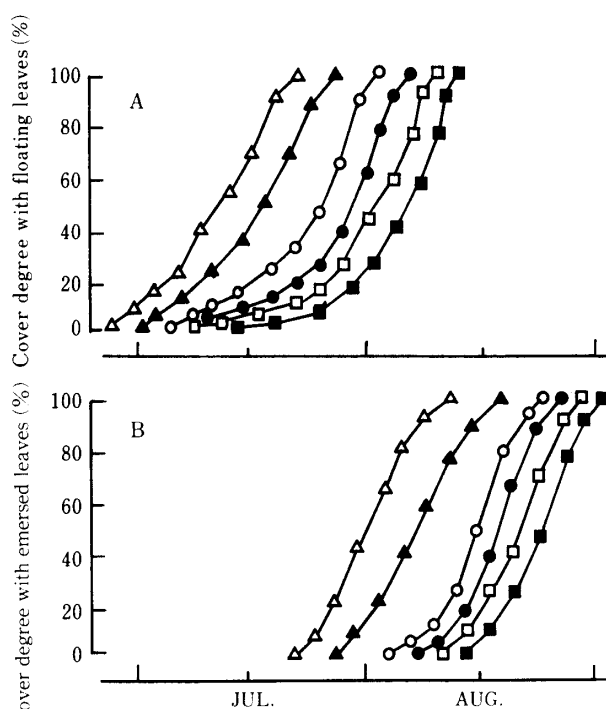 Cover degree with floating leaves (%)
A
100
80
60
40
20
0
over degree with emersed leaves (%)
B
100
80
60
40
20
0
JUL.
AUG.